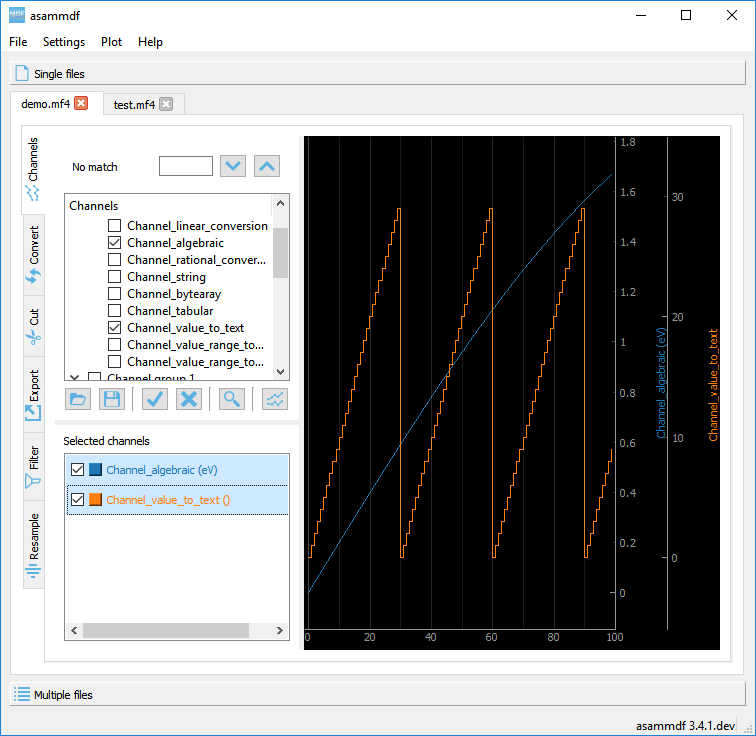 MDF asammdf
File Settings Plot Help
Single files
demo.mf4 test.mf4
Channels
Convert
Cut
Export
Filter
Resample
No match
Channels
Channel_linear_conversion
Channel_algebraic
Channel_rational_conver...
Channel_string
Channel_bytearay
Channel_tabular
Channel_value_to_text
Channel_value_range_to...
Channel_value_range_to...
Channel group 1
Selected channels
Channel_algebraic (eV)
Channel_value_to_text ()
1.8
1.6
1.4
1.2
1
0.8
0.6
0.4
0.2
0
Channel_algebraic (eV)
30
20
10
0
Channel_value_to_text
0 20 40 60 80 100
Multiple files
asammdf 3.4.1.dev